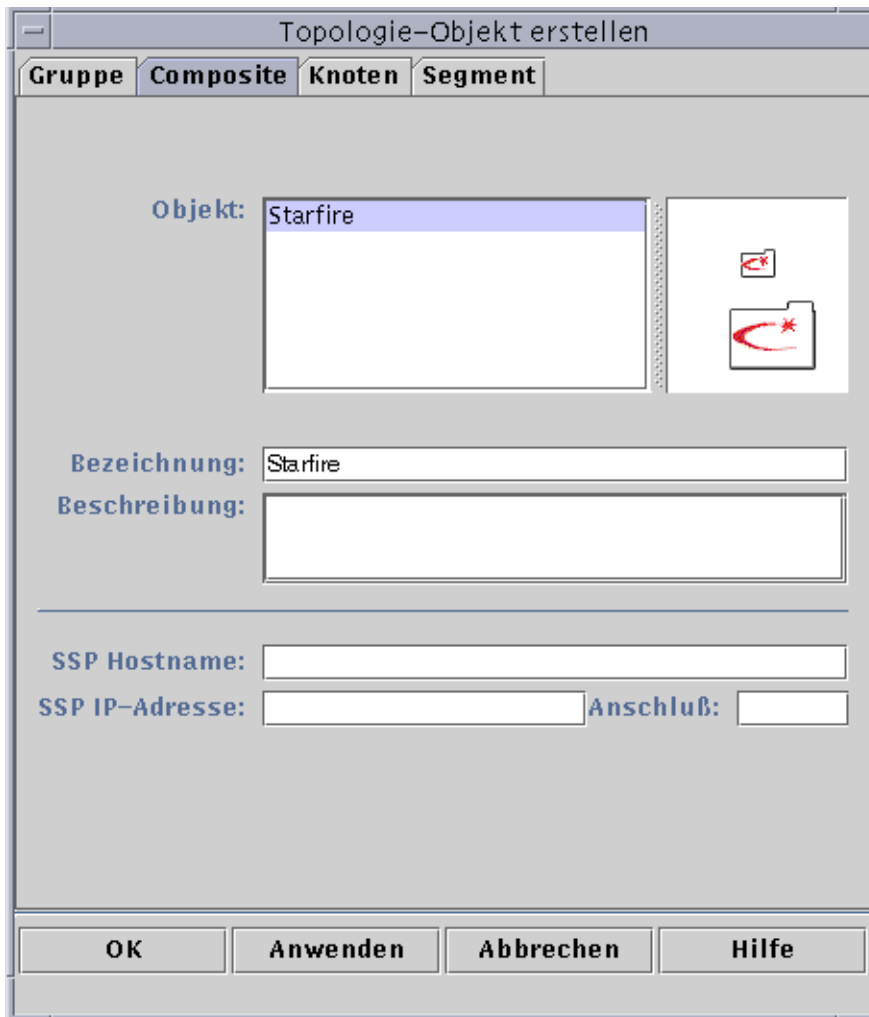 Topologie-Objekt erstellen
Gruppe Composite Knoten Segment
Objekt: Starfire
Bezeichnung: Starfire
Beschreibung:
SSP Hostname:
SSP IP-Adresse: Anschluß:
OK Anwenden Abbrechen Hilfe